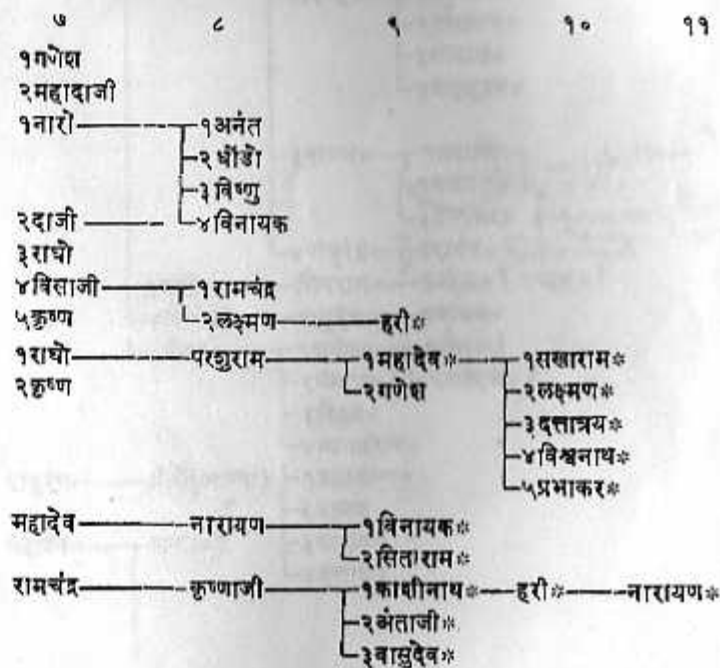 ७ ८ ९ १० ११
१गणेश
२महादाजी
१नारो १अनंत
२धोंडो
३विष्णु
२दाजी ४विनायक
३राघो
४विसाजी १रामचंद्र
५कृष्ण २लक्ष्मण हरी*
१राघो परशुराम १महादेव* १सखाराम*
२कृष्ण २गणेश २लक्ष्मण*
३दत्तात्रय*
४विश्वनाथ*
५प्रभाकर*
महादेव नारायण १विनायक*
२सिताराम*
रामचंद्र कृष्णाजी १काशीनाथ* हरी* नारायण*
२अंताजी*
३वासुदेव*